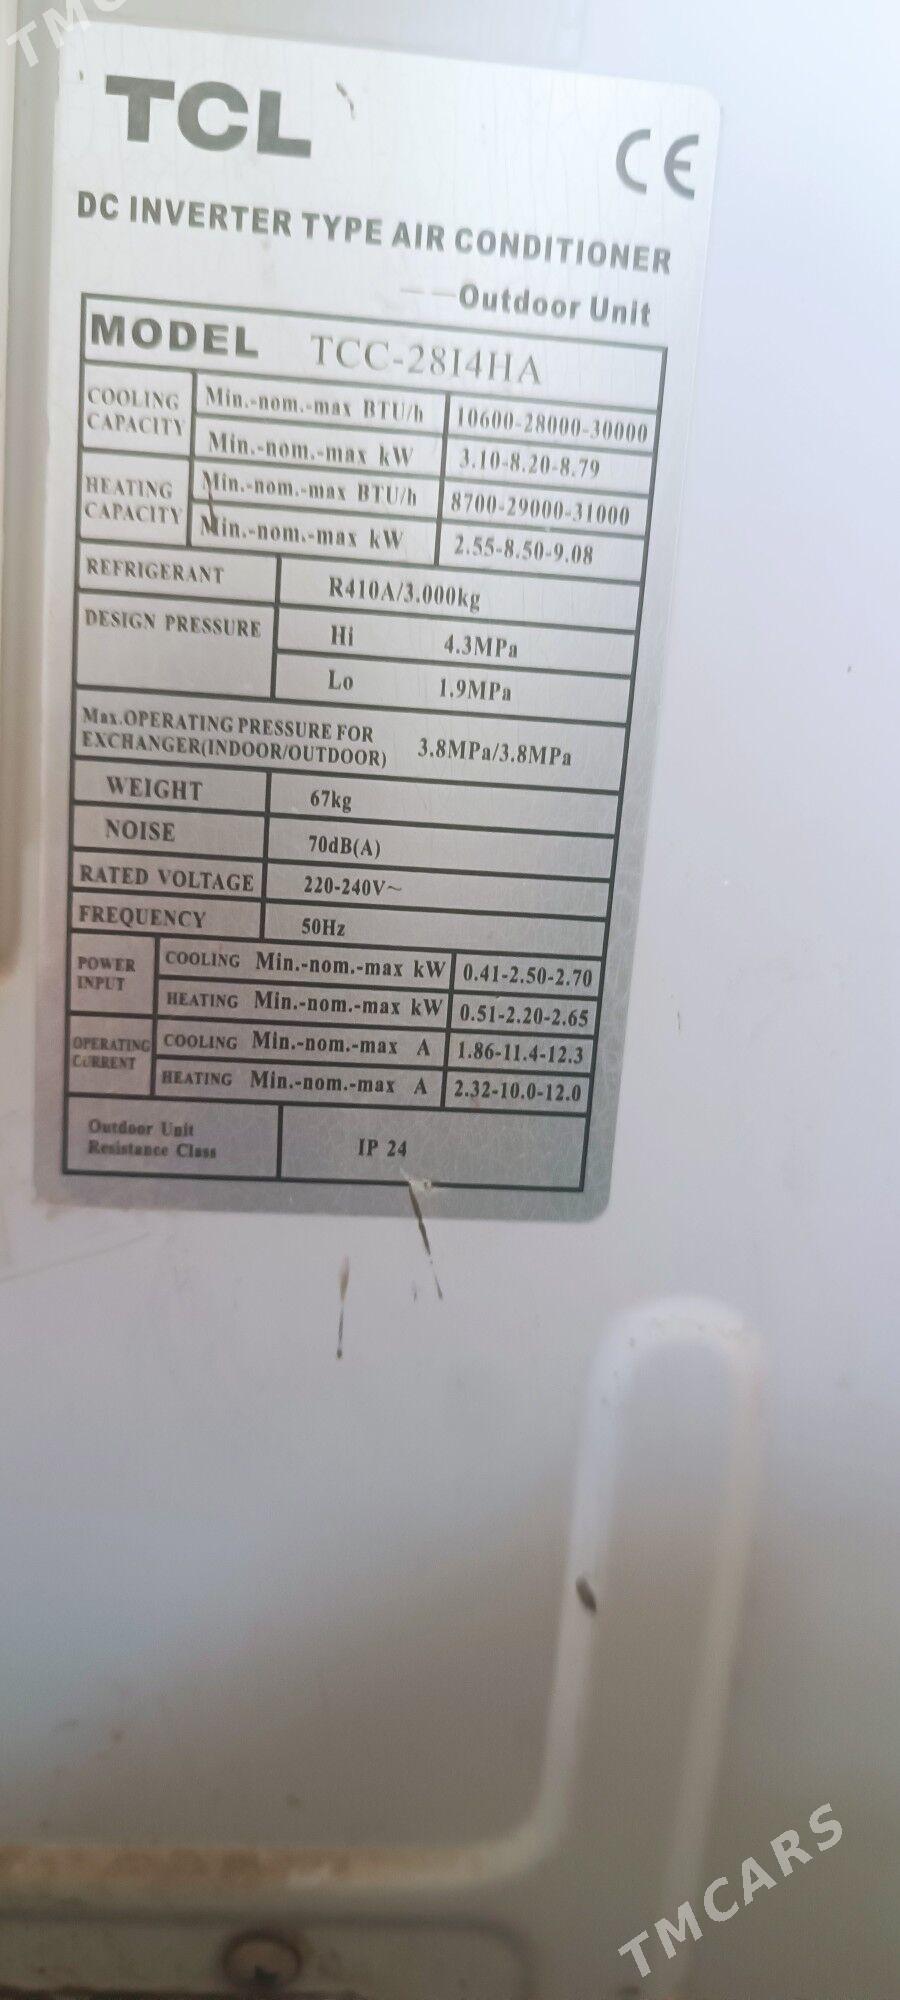 TMC
TCL
CE
DC INVERTER TYPE AIR CONDITIONER
——Outdoor Unit
MODEL TCC-28I4HA
COOLING CAPACITY Min.-nom.-max BTU/h 10600-28000-30000
Min.-nom.-max kW 3.10-8.20-8.79
HEATING CAPACITY Min.-nom.-max BTU/h 8700-29000-31000
Min.-nom.-max kW 2.55-8.50-9.08
REFRIGERANT R410A/3.000kg
DESIGN PRESSURE Hi 4.3MPa
Lo 1.9MPa
Max.OPERATING PRESSURE FOR
EXCHANGER(INDOOR/OUTDOOR) 3.8MPa/3.8MPa
WEIGHT 67kg
NOISE 70dB(A)
RATED VOLTAGE 220-240V~
FREQUENCY 50Hz
POWER INPUT COOLING Min.-nom.-max kW 0.41-2.50-2.70
HEATING Min.-nom.-max kW 0.51-2.20-2.65
OPERATING CURRENT COOLING Min.-nom.-max A 1.86-11.4-12.3
HEATING Min.-nom.-max A 2.32-10.0-12.0
Outdoor Unit
Resistance Class IP 24
TMCARS